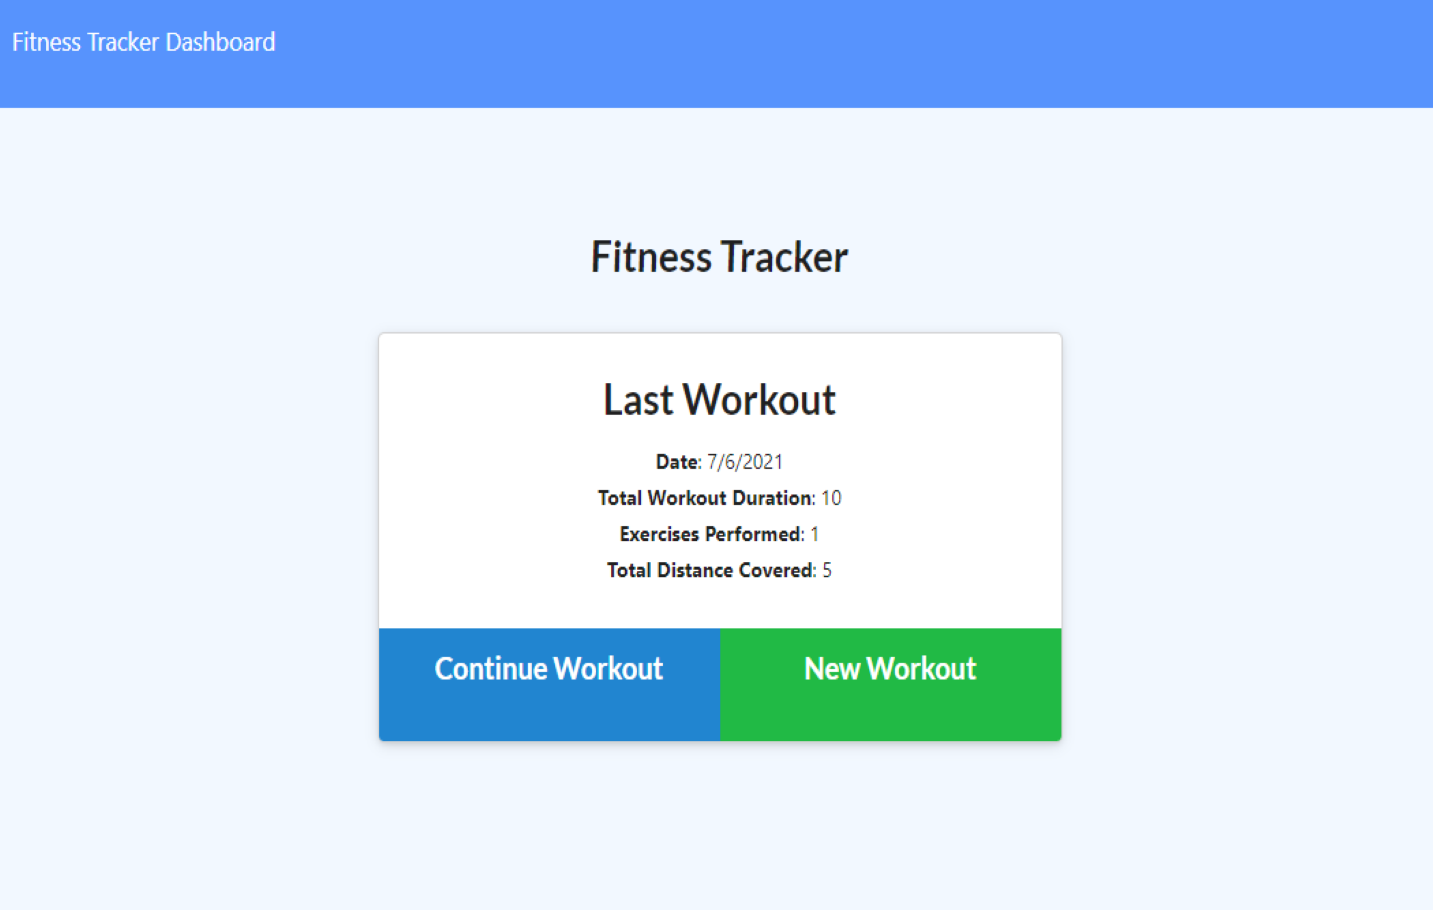 Fitness Tracker Dashboard
Fitness Tracker
Last Workout
Date: 7/6/2021
Total Workout Duration: 10
Exercises Performed: 1
Total Distance Covered: 5
Continue Workout New Workout